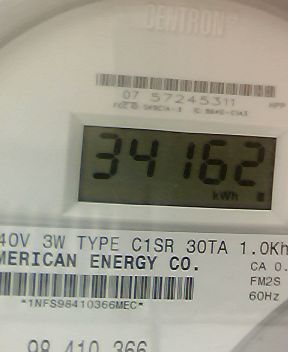 CENTRON®
07 57245311
HPP
34162
kWh
40V 3W TYPE C1SR 30TA 1.0Kh
MERICAN ENERGY CO.
CA 0.
FM2S
60Hz
*1NFS98410366MEC*
98 410 366